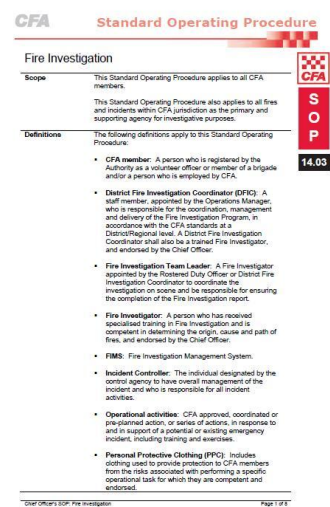 CFA Standard Operating Procedure
Fire Investigation
CFA
S
O
P
14.03
Scope This Standard Operating Procedure applies to all CFA
members.
This Standard Operating Procedure also applies to all fires
and incidents within CFA jurisdiction as the primary and
supporting agency for investigative purposes.
Definitions The following definitions apply to this Standard Operating
Procedure:
• CFA member: A person who is registered by the
Authority as a volunteer officer or member of a brigade
and/or a person who is employed by CFA.
• District Fire Investigation Coordinator (DFIC): A
staff member, appointed by the Operations Manager,
who is responsible for the coordination, management
and delivery of the Fire Investigation Program, in
accordance with the CFA standards at a
District/Regional level. A District Fire Investigation
Coordinator shall also be a trained Fire Investigator,
and endorsed by the Chief Officer.
• Fire Investigation Team Leader: A Fire Investigator
appointed by the Rostered Duty Officer or District Fire
Investigation Coordinator to coordinate the
investigation on scene and be responsible for ensuring
the completion of the Fire Investigation report.
• Fire Investigator: A person who has received
specialised training in Fire Investigation and is
competent in determining the origin, cause and path of
fires, and endorsed by the Chief Officer.
• FIMS: Fire Investigation Management System.
• Incident Controller: The individual designated by the
control agency to have overall management of the
incident and who is responsible for all incident
activities.
• Operational activities: CFA approved, coordinated or
pre-planned action, or series of actions, in response to
and in support of a potential or existing emergency
incident, including training and exercises.
• Personal Protective Clothing (PPC): Includes
clothing used to provide protection to CFA members
from the risks associated with performing a specific
operational task for which they are competent and
endorsed.
Chief Officer's SOP: Fire Investigation Page 1 of 8